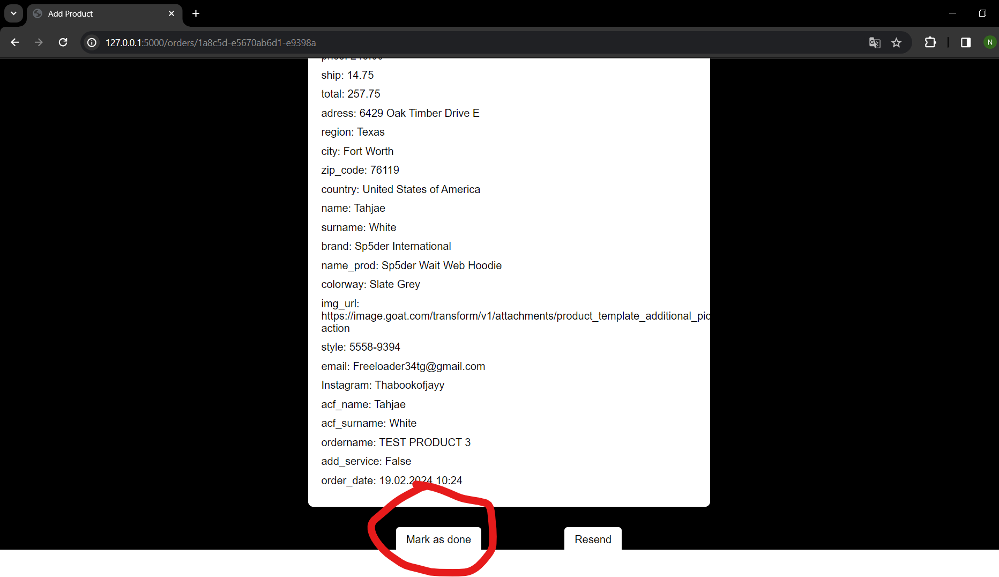 Add Product
127.0.0.1:5000/orders/1a8c5d-e5670ab6d1-e9398a
N
ship: 14.75
total: 257.75
adress: 6429 Oak Timber Drive E
region: Texas
city: Fort Worth
zip_code: 76119
country: United States of America
name: Tahjae
surname: White
brand: Sp5der International
name_prod: Sp5der Wait Web Hoodie
colorway: Slate Grey
img_url:
https://image.goat.com/transform/v1/attachments/product_template_additional_pic
action
style: 5558-9394
email: Freeloader34tg@gmail.com
Instagram: Thabookofjayy
acf_name: Tahjae
acf_surname: White
ordername: TEST PRODUCT 3
add_service: False
order_date: 19.02.2024 10:24
Mark as done
Resend